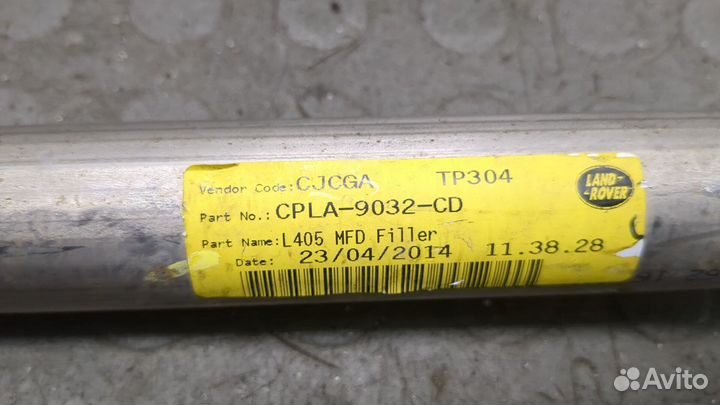 Vendor Code: CJCGA TP304
Part No.: CPLA-9032-CD
Part Name: L405 MFD Filler
Date: 23/04/2014 11.38.28
LAND-
ROVER
Avito